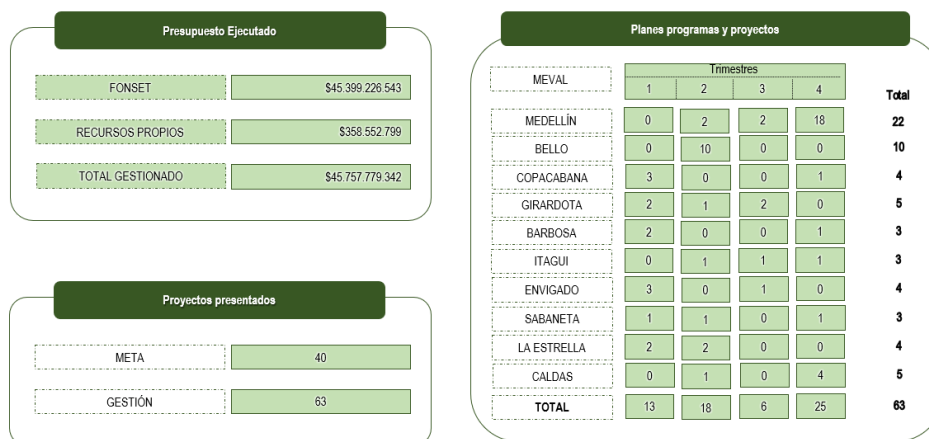 Presupuesto Ejecutado
FONSET $45.399.226.543
RECURSOS PROPIOS $358.552.799
TOTAL GESTIONADO $45.757.779.342
Proyectos presentados
META 40
GESTIÓN 63
Planes programas y proyectos
MEVAL Trimestres
1 2 3 4 Total
MEDELLÍN 0 2 2 18 22
BELLO 0 10 0 0 10
COPACABANA 3 0 0 1 4
GIRARDOTA 2 1 2 0 5
BARBOSA 2 0 0 1 3
ITAGUI 0 1 1 1 3
ENVIGADO 3 0 1 0 4
SABANETA 1 1 0 1 3
LA ESTRELLA 2 2 0 0 4
CALDAS 0 1 0 4 5
TOTAL 13 18 6 25 63